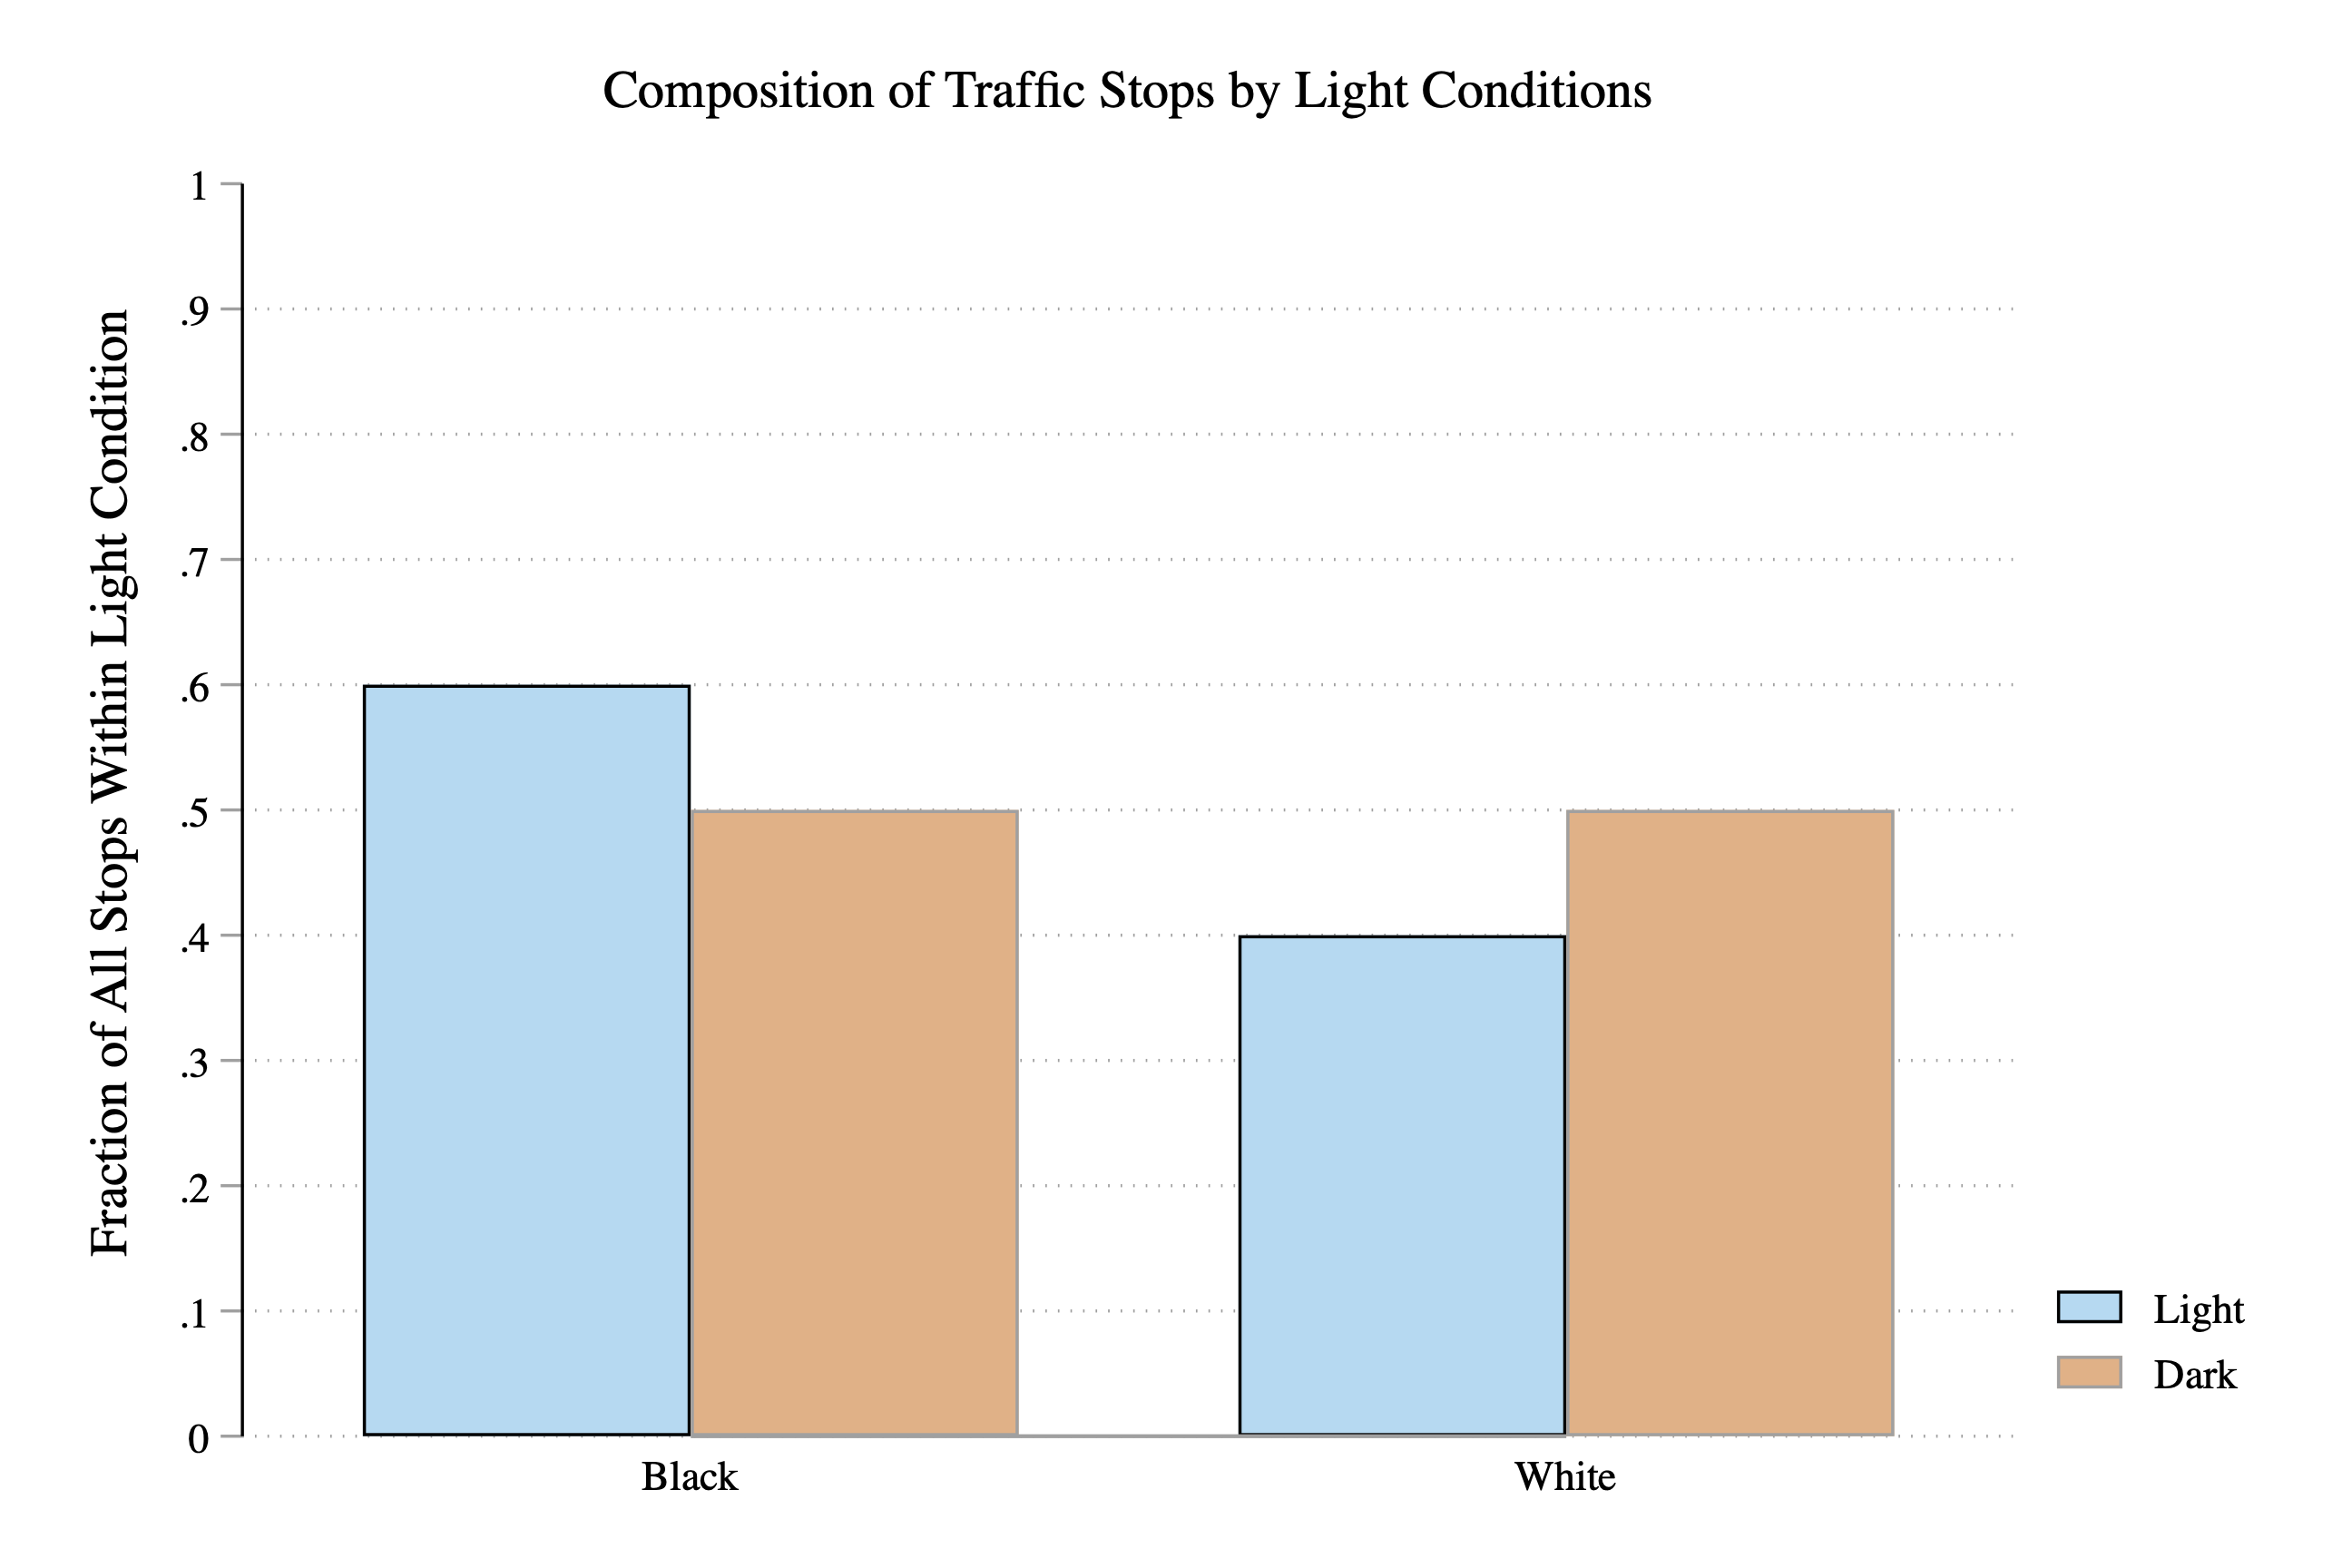 Composition of Traffic Stops by Light Conditions
Fraction of All Stops Within Light Condition
1
.9
.8
.7
.6
.5
.4
.3
.2
.1
0
Black
White
Light
Dark